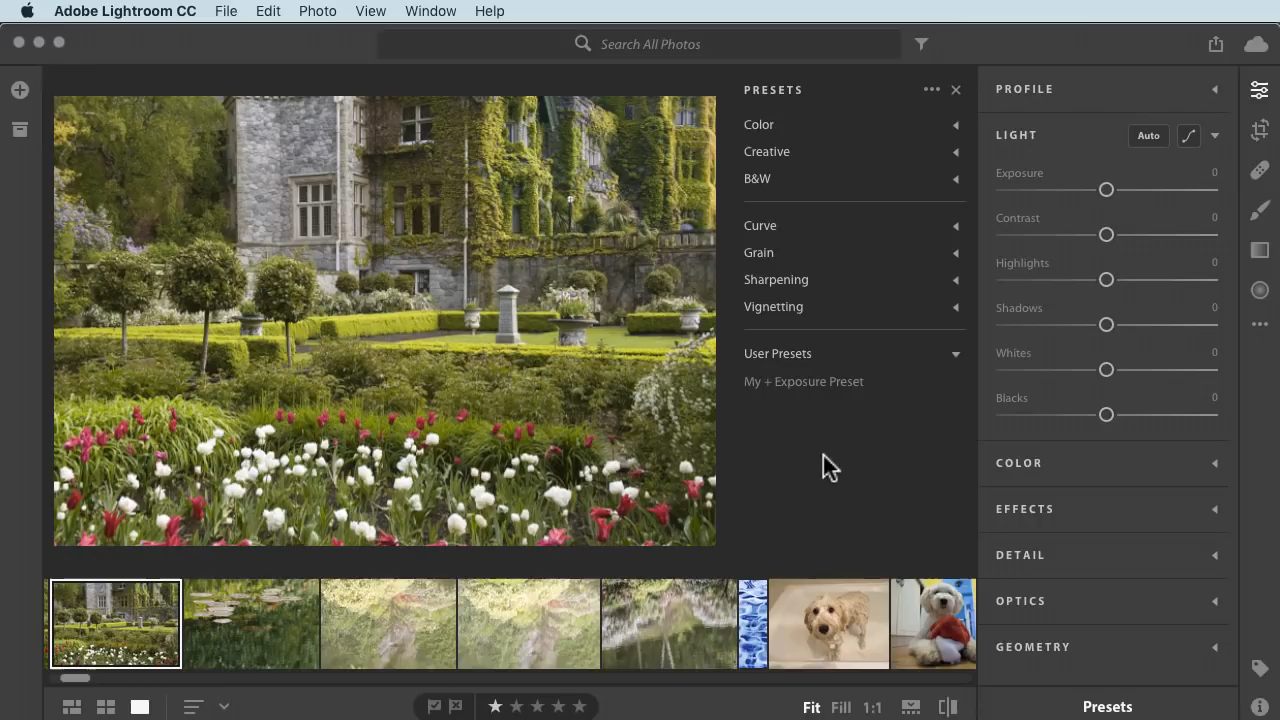 Adobe Lightroom CC File Edit Photo View Window Help
Search All Photos
PRESETS
Color
Creative
B&W
Curve
Grain
Sharpening
Vignetting
User Presets
My + Exposure Preset
PROFILE
LIGHT Auto
Exposure 0
Contrast 0
Highlights 0
Shadows 0
Whites 0
Blacks 0
COLOR
EFFECTS
DETAIL
OPTICS
GEOMETRY
Fit Fill 1:1
Presets